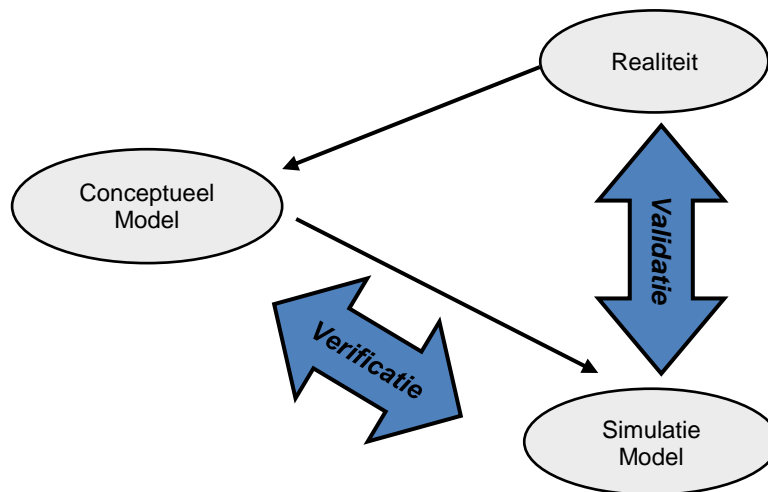 Realiteit
Conceptueel
Model
Validatie
Verificatie
Simulatie
Model